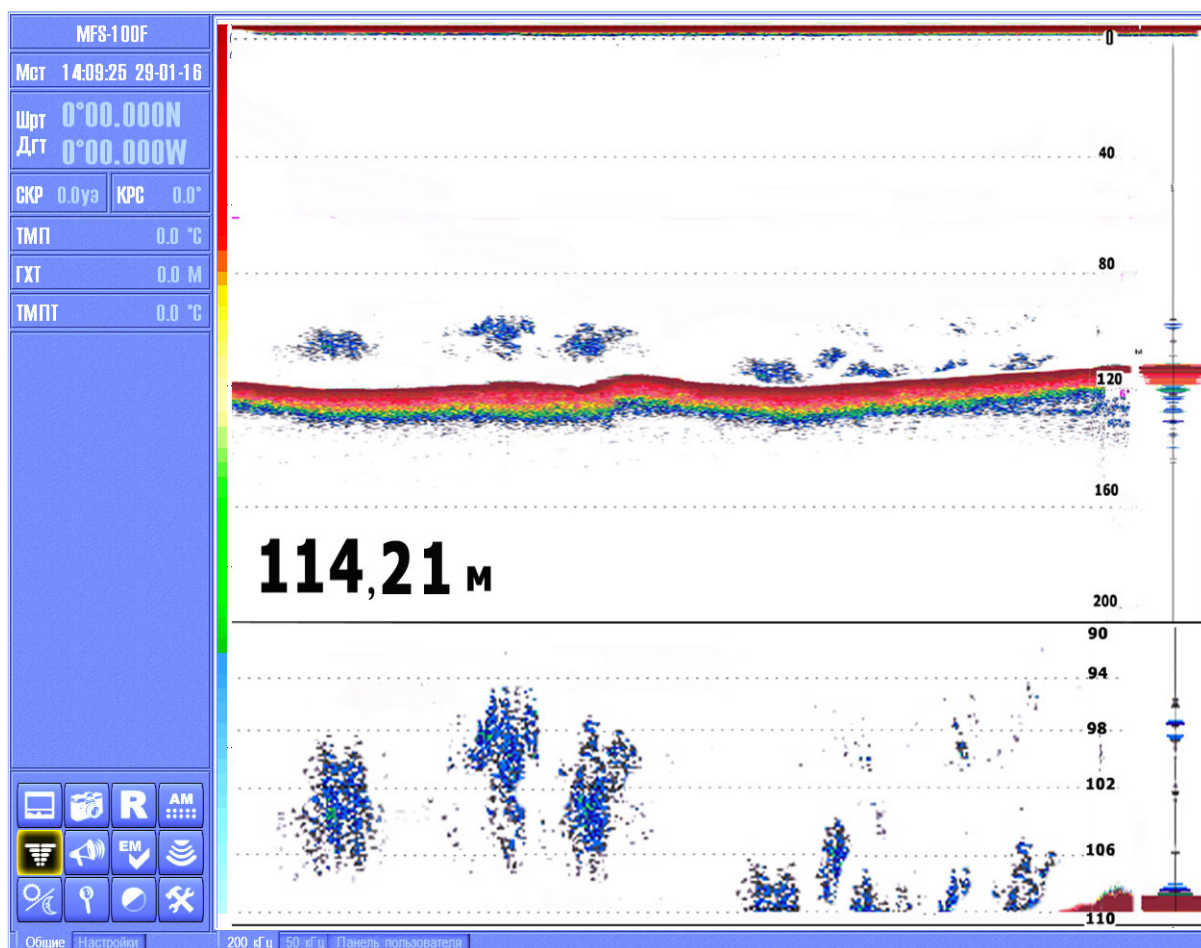 MFS-100F
Мст 14:09:25 29-01-16
Шрт 0°00.000N
Дгт 0°00.000W
СКР 0.0уз КРС 0.0°
ТМП 0.0 °C
ГХТ 0.0 М
ТМПТ 0.0 °C
R
AM
EM
Общие Настройки
0
40
80
120
160
200
114,21 м
90
94
98
102
106
110
200 кГц 50 кГц Панель пользователя